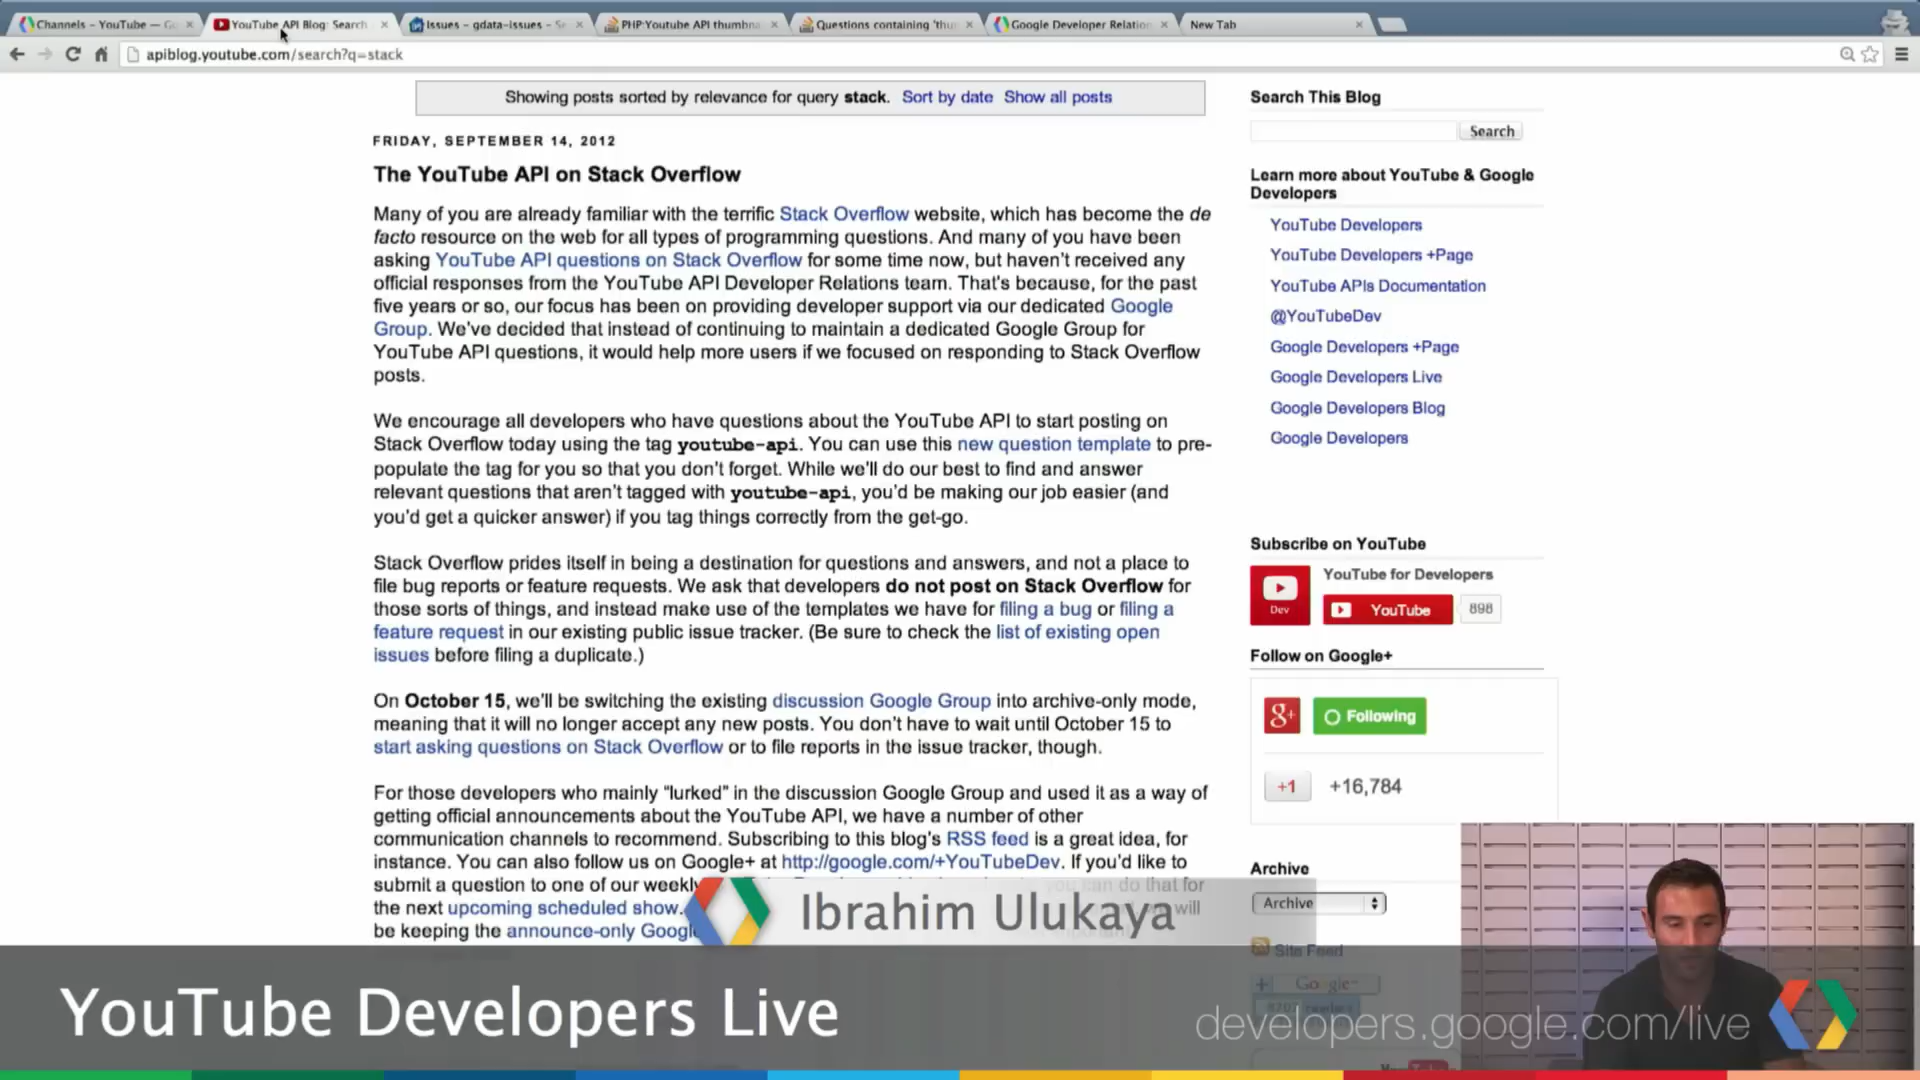 Channels – YouTube — G
YouTube API Blog: Search
Issues - gdata-issues -
PHP:Youtube API thumbna
Questions containing 'thu
Google Developer Relation
New Tab
apiblog.youtube.com/search?q=stack
Showing posts sorted by relevance for query stack. Sort by date Show all posts
FRIDAY, SEPTEMBER 14, 2012
The YouTube API on Stack Overflow
Many of you are already familiar with the terrific Stack Overflow website, which has become the de
facto resource on the web for all types of programming questions. And many of you have been
asking YouTube API questions on Stack Overflow for some time now, but haven't received any
official responses from the YouTube API Developer Relations team. That's because, for the past
five years or so, our focus has been on providing developer support via our dedicated Google
Group. We've decided that instead of continuing to maintain a dedicated Google Group for
YouTube API questions, it would help more users if we focused on responding to Stack Overflow
posts.
We encourage all developers who have questions about the YouTube API to start posting on
Stack Overflow today using the tag youtube-api. You can use this new question template to pre-
populate the tag for you so that you don't forget. While we'll do our best to find and answer
relevant questions that aren't tagged with youtube-api, you'd be making our job easier (and
you'd get a quicker answer) if you tag things correctly from the get-go.
Stack Overflow prides itself in being a destination for questions and answers, and not a place to
file bug reports or feature requests. We ask that developers do not post on Stack Overflow for
those sorts of things, and instead make use of the templates we have for filing a bug or filing a
feature request in our existing public issue tracker. (Be sure to check the list of existing open
issues before filing a duplicate.)
On October 15, we'll be switching the existing discussion Google Group into archive-only mode,
meaning that it will no longer accept any new posts. You don't have to wait until October 15 to
start asking questions on Stack Overflow or to file reports in the issue tracker, though.
For those developers who mainly “lurked” in the discussion Google Group and used it as a way of
getting official announcements about the YouTube API, we have a number of other
communication channels to recommend. Subscribing to this blog's RSS feed is a great idea, for
instance. You can also follow us on Google+ at http://google.com/+YouTubeDev. If you'd like to
submit a question to one of our weekly you can do that for
the next upcoming scheduled show. will
be keeping the announce-only Google
Search This Blog
Search
Learn more about YouTube & Google
Developers
YouTube Developers
YouTube Developers +Page
YouTube APIs Documentation
@YouTubeDev
Google Developers +Page
Google Developers Live
Google Developers Blog
Google Developers
Subscribe on YouTube
YouTube for Developers
Dev
YouTube
898
Follow on Google+
g+
Following
+1
+16,784
Archive
Archive
Site Feed
Google
Ibrahim Ulukaya
YouTube Developers Live
developers.google.com/live